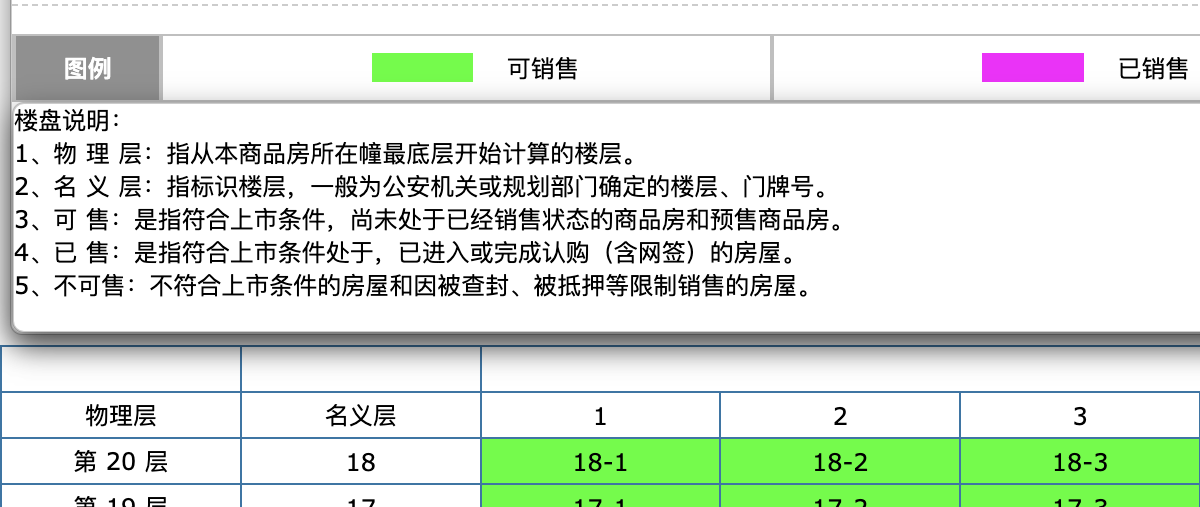 图例 可销售 已销售
楼盘说明：
1、物 理 层：指从本商品房所在幢最底层开始计算的楼层。
2、名 义 层：指标识楼层，一般为公安机关或规划部门确定的楼层、门牌号。
3、可 售：是指符合上市条件，尚未处于已经销售状态的商品房和预售商品房。
4、已 售：是指符合上市条件处于，已进入或完成认购（含网签）的房屋。
5、不可售：不符合上市条件的房屋和因被查封、被抵押等限制销售的房屋。
物理层 名义层 1 2 3
第 20 层 18 18-1 18-2 18-3
第 19 层 17 17-1 17-2 17-3